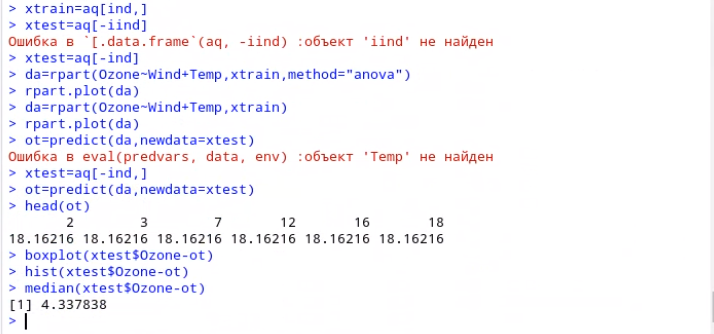 > xtrain=aq[ind,]
> xtest=aq[-iind]
Ошибка в `[.data.frame`(aq, -iind) :объект 'iind' не найден
> xtest=aq[-ind]
> da=rpart(Ozone~Wind+Temp,xtrain,method="anova")
> rpart.plot(da)
> da=rpart(Ozone~Wind+Temp,xtrain)
> rpart.plot(da)
> ot=predict(da,newdata=xtest)
Ошибка в eval(predvars, data, env) :объект 'Temp' не найден
> xtest=aq[-ind,]
> ot=predict(da,newdata=xtest)
> head(ot)
2 3 7 12 16 18
18.16216 18.16216 18.16216 18.16216 18.16216 18.16216
> boxplot(xtest$Ozone-ot)
> hist(xtest$Ozone-ot)
> median(xtest$Ozone-ot)
[1] 4.337838
>